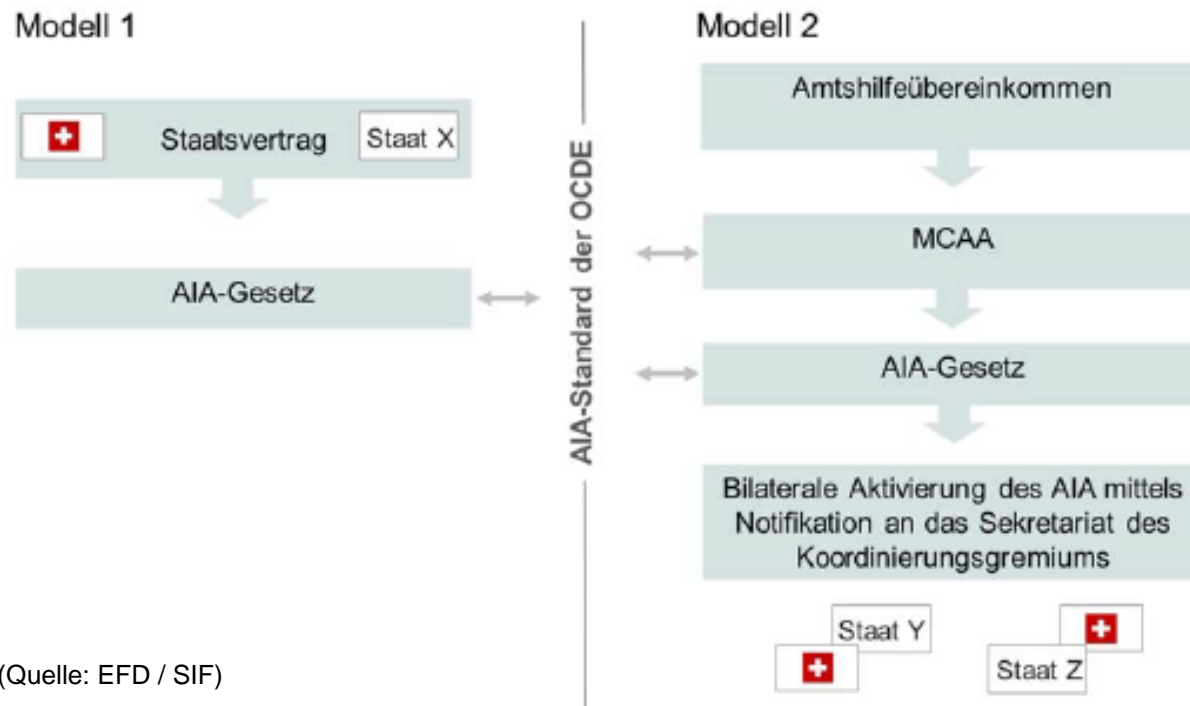 Modell 1
Staatsvertrag
Staat X
AIA-Gesetz
AIA-Standard der OCDE
Modell 2
Amtshilfeübereinkommen
MCAA
AIA-Gesetz
Bilaterale Aktivierung des AIA mittels
Notifikation an das Sekretariat des
Koordinierungsgremiums
Staat Y
Staat Z
(Quelle: EFD / SIF)